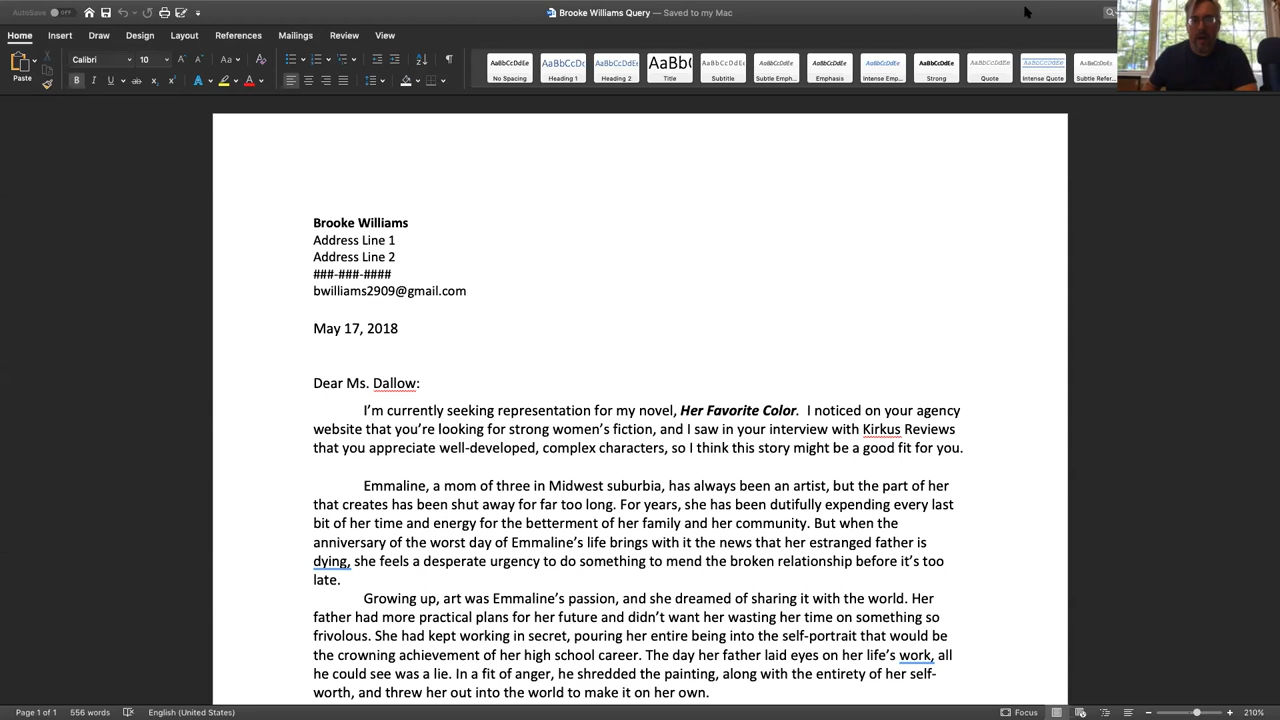 AutoSave OFF
Brooke Williams Query — Saved to my Mac
Home Insert Draw Design Layout References Mailings Review View
Paste
Calibri 10
AaBbCcDdEe AaBbCcDc AaBbCcDdEe AaBb( AaBbCcDdEe AaBbCcDdEe AaBbCcDdEe AaBbCcDdEe AaBbCcDdEe AaBbCcDdEe AaBbCcDdEe AaBbCcDdEe
No Spacing Heading 1 Heading 2 Title Subtitle Subtle Emph... Emphasis Intense Emp... Strong Quote Intense Quote Subtle Refer...
Brooke Williams
Address Line 1
Address Line 2
###-###-####
bwilliams2909@gmail.com
May 17, 2018
Dear Ms. Dallow:
I’m currently seeking representation for my novel, Her Favorite Color. I noticed on your agency
website that you’re looking for strong women’s fiction, and I saw in your interview with Kirkus Reviews
that you appreciate well-developed, complex characters, so I think this story might be a good fit for you.
Emmaline, a mom of three in Midwest suburbia, has always been an artist, but the part of her
that creates has been shut away for far too long. For years, she has been dutifully expending every last
bit of her time and energy for the betterment of her family and her community. But when the
anniversary of the worst day of Emmaline’s life brings with it the news that her estranged father is
dying, she feels a desperate urgency to do something to mend the broken relationship before it’s too
late.
Growing up, art was Emmaline’s passion, and she dreamed of sharing it with the world. Her
father had more practical plans for her future and didn’t want her wasting her time on something so
frivolous. She had kept working in secret, pouring her entire being into the self-portrait that would be
the crowning achievement of her high school career. The day her father laid eyes on her life’s work, all
he could see was a lie. In a fit of anger, he shredded the painting, along with the entirety of her self-
worth, and threw her out into the world to make it on her own.
Page 1 of 1 556 words English (United States) Focus 210%